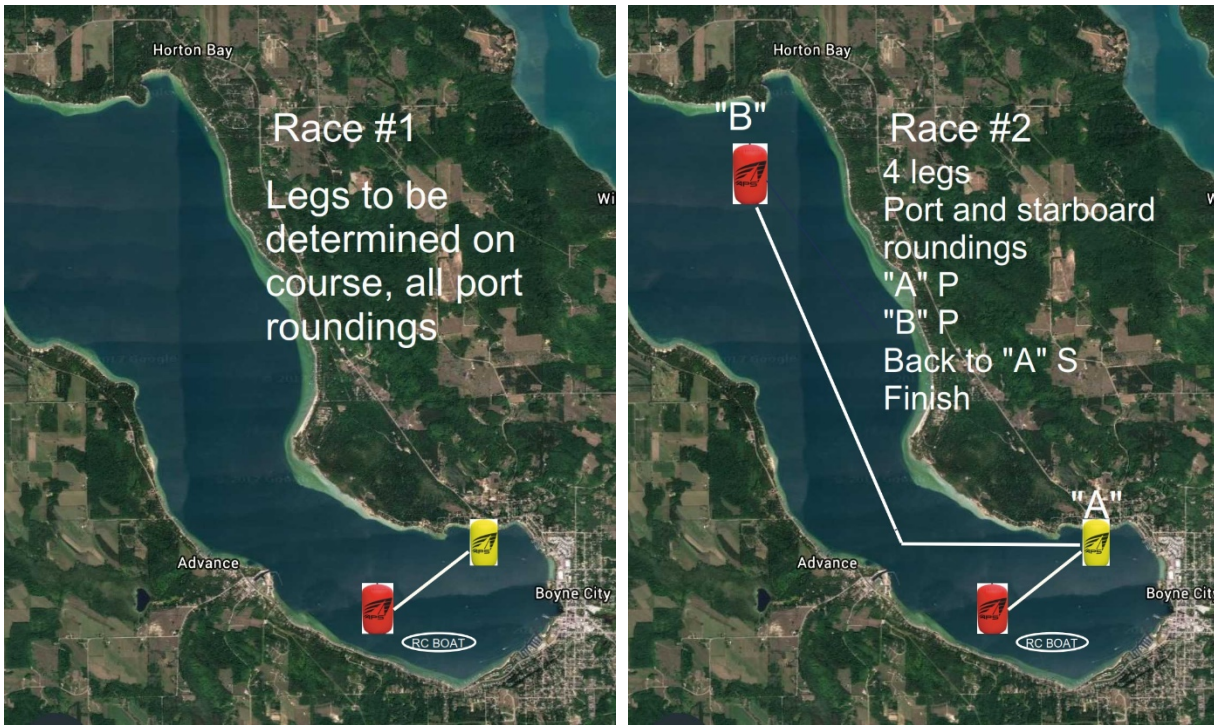 Horton Bay
Race #1
Legs to be
determined on
course, all port
roundings
Advance
Boyne City
RC BOAT
Horton Bay
"B"
Race #2
4 legs
Port and starboard
roundings
"A" P
"B" P
Back to "A" S
Finish
"A"
Advance
Boyne City
RC BOAT